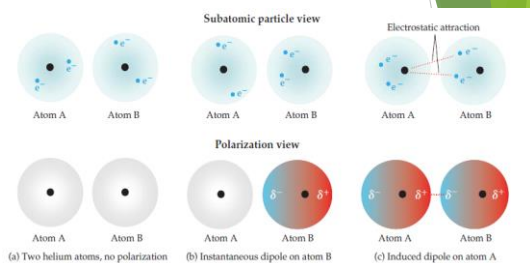 Subatomic particle view
Electrostatic attraction
e⁻
e⁻
e⁻
e⁻
e⁻
e⁻
e⁻
e⁻
e⁻
e⁻
e⁻
e⁻
Atom A
Atom B
Atom A
Atom B
Atom A
Atom B
Polarization view
δ⁻
δ⁺
δ⁻
δ⁺
δ⁻
δ⁺
Atom A
Atom B
Atom A
Atom B
Atom A
Atom B
(a) Two helium atoms, no polarization
(b) Instantaneous dipole on atom B
(c) Induced dipole on atom A